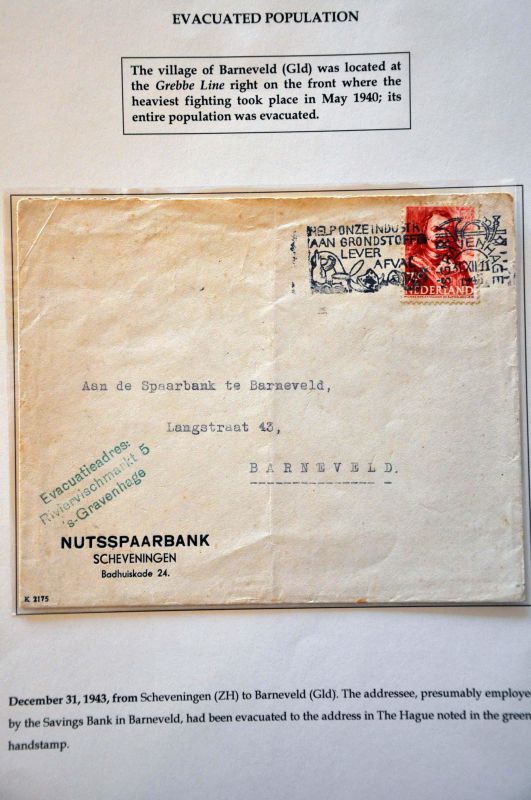 EVACUATED POPULATION
The village of Barneveld (Gld) was located at
the Grebbe Line right on the front where the
heaviest fighting took place in May 1940; its
entire population was evacuated.
HELP ONZE INDUSTR
AAN GRONDSTOFFE
LEVER
AFVAL
NEDERLAND
Aan de Spaarbank te Barneveld,
Langstraat 43,
BARNEVELD.
Evacuatieadres:
Riviervischmarkt 5
's-Gravenhage
NUTSSPAARBANK
SCHEVENINGEN
Badhuiskade 24.
K 2175
December 31, 1943, from Scheveningen (ZH) to Barneveld (Gld). The addressee, presumably employe
by the Savings Bank in Barneveld, had been evacuated to the address in The Hague noted in the green
handstamp.